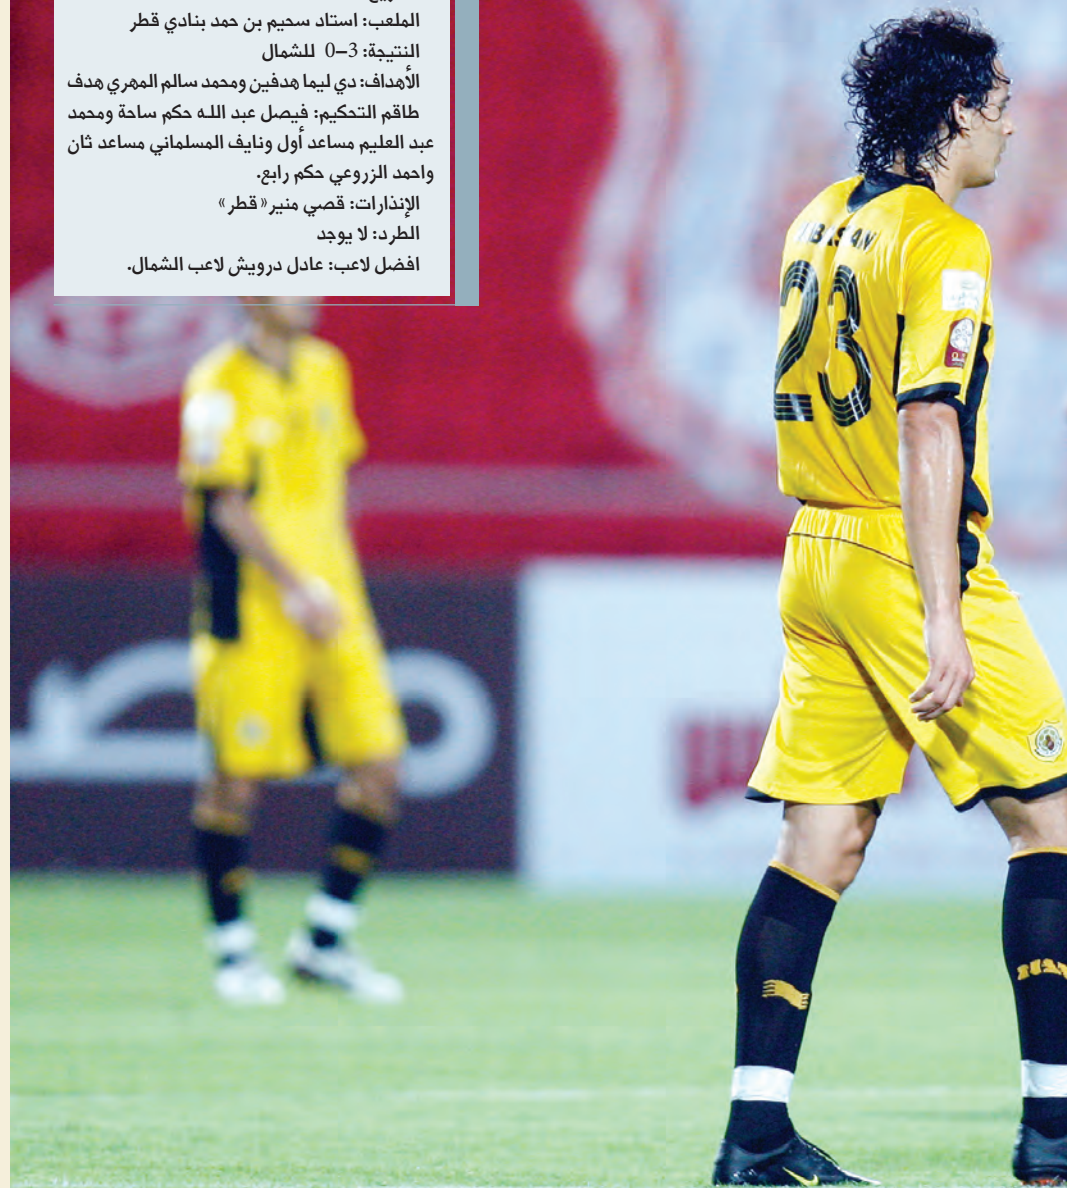 الملعب: استاد سحيم بن حمد بنادي قطر
النتيجة: 3–0 للشمال
الأهداف: دي ليما هدفين ومحمد سالم المهري هدف
طاقم التحكيم: فيصل عبد الله حكم ساحة ومحمد
عبد العليم مساعد أول ونايف المسلماني مساعد ثان
واحمد الزروعي حكم رابع.
الإنذارات: قصي منير «قطر»
الطرد: لا يوجد
افضل لاعب: عادل درويش لاعب الشمال.
23